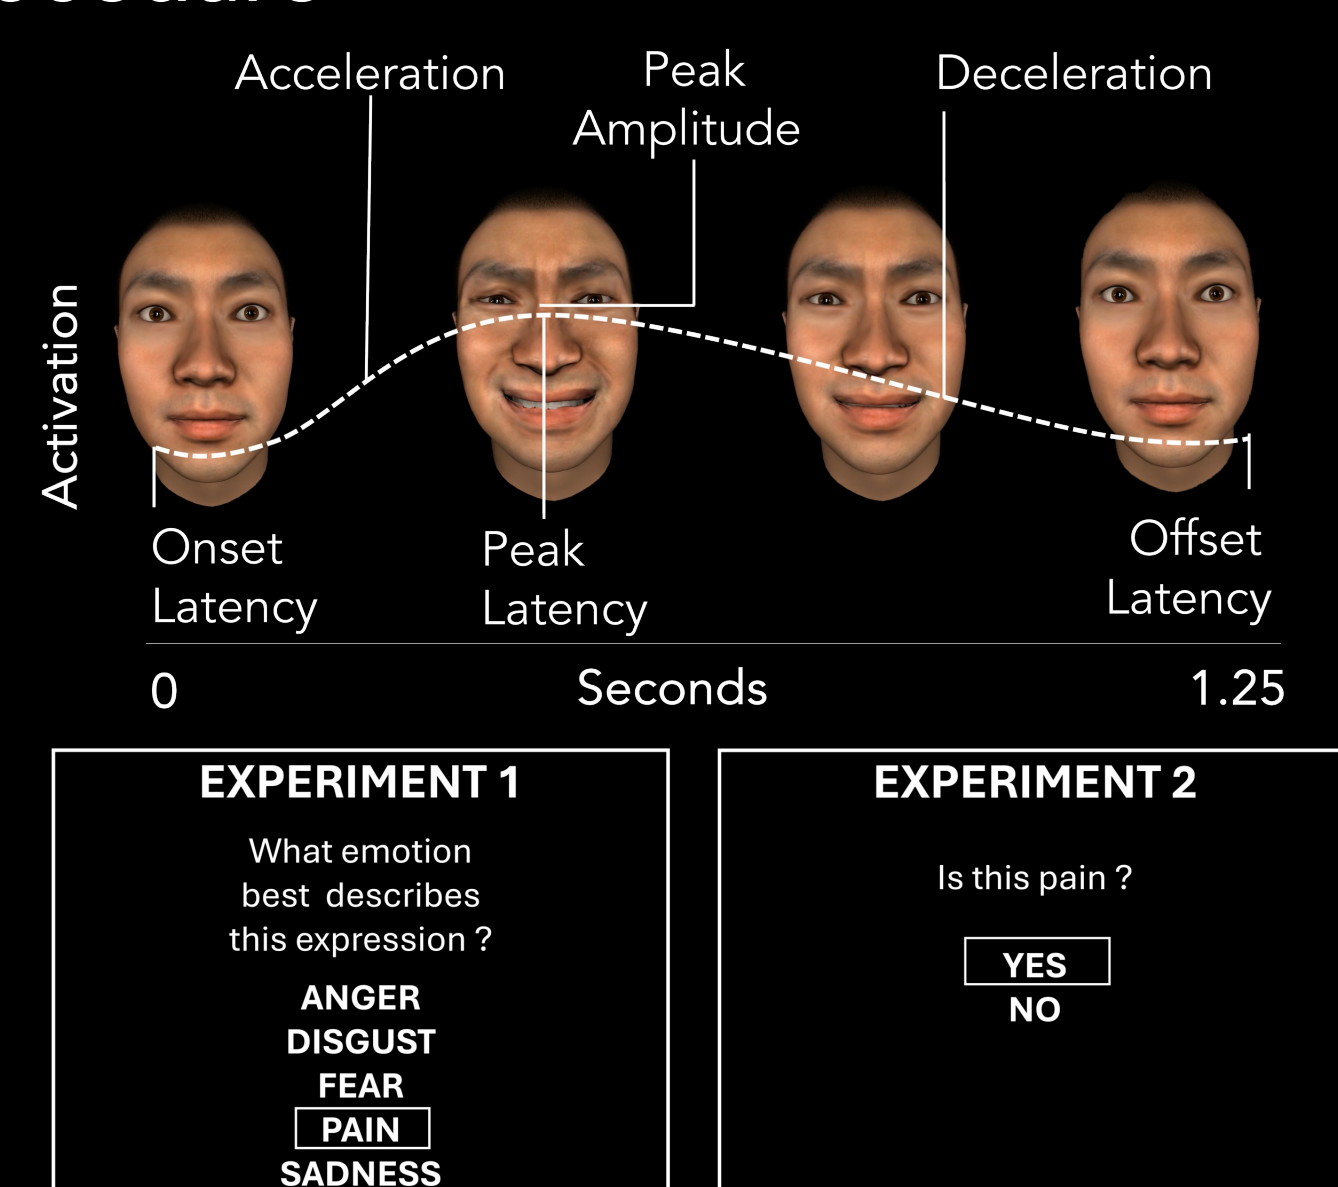 Acceleration
Peak
Amplitude
Deceleration
Activation
Onset
Latency
Peak
Latency
Offset
Latency
0
Seconds
1.25
EXPERIMENT 1
What emotion
best describes
this expression ?
ANGER
DISGUST
FEAR
PAIN
SADNESS
EXPERIMENT 2
Is this pain ?
YES
NO